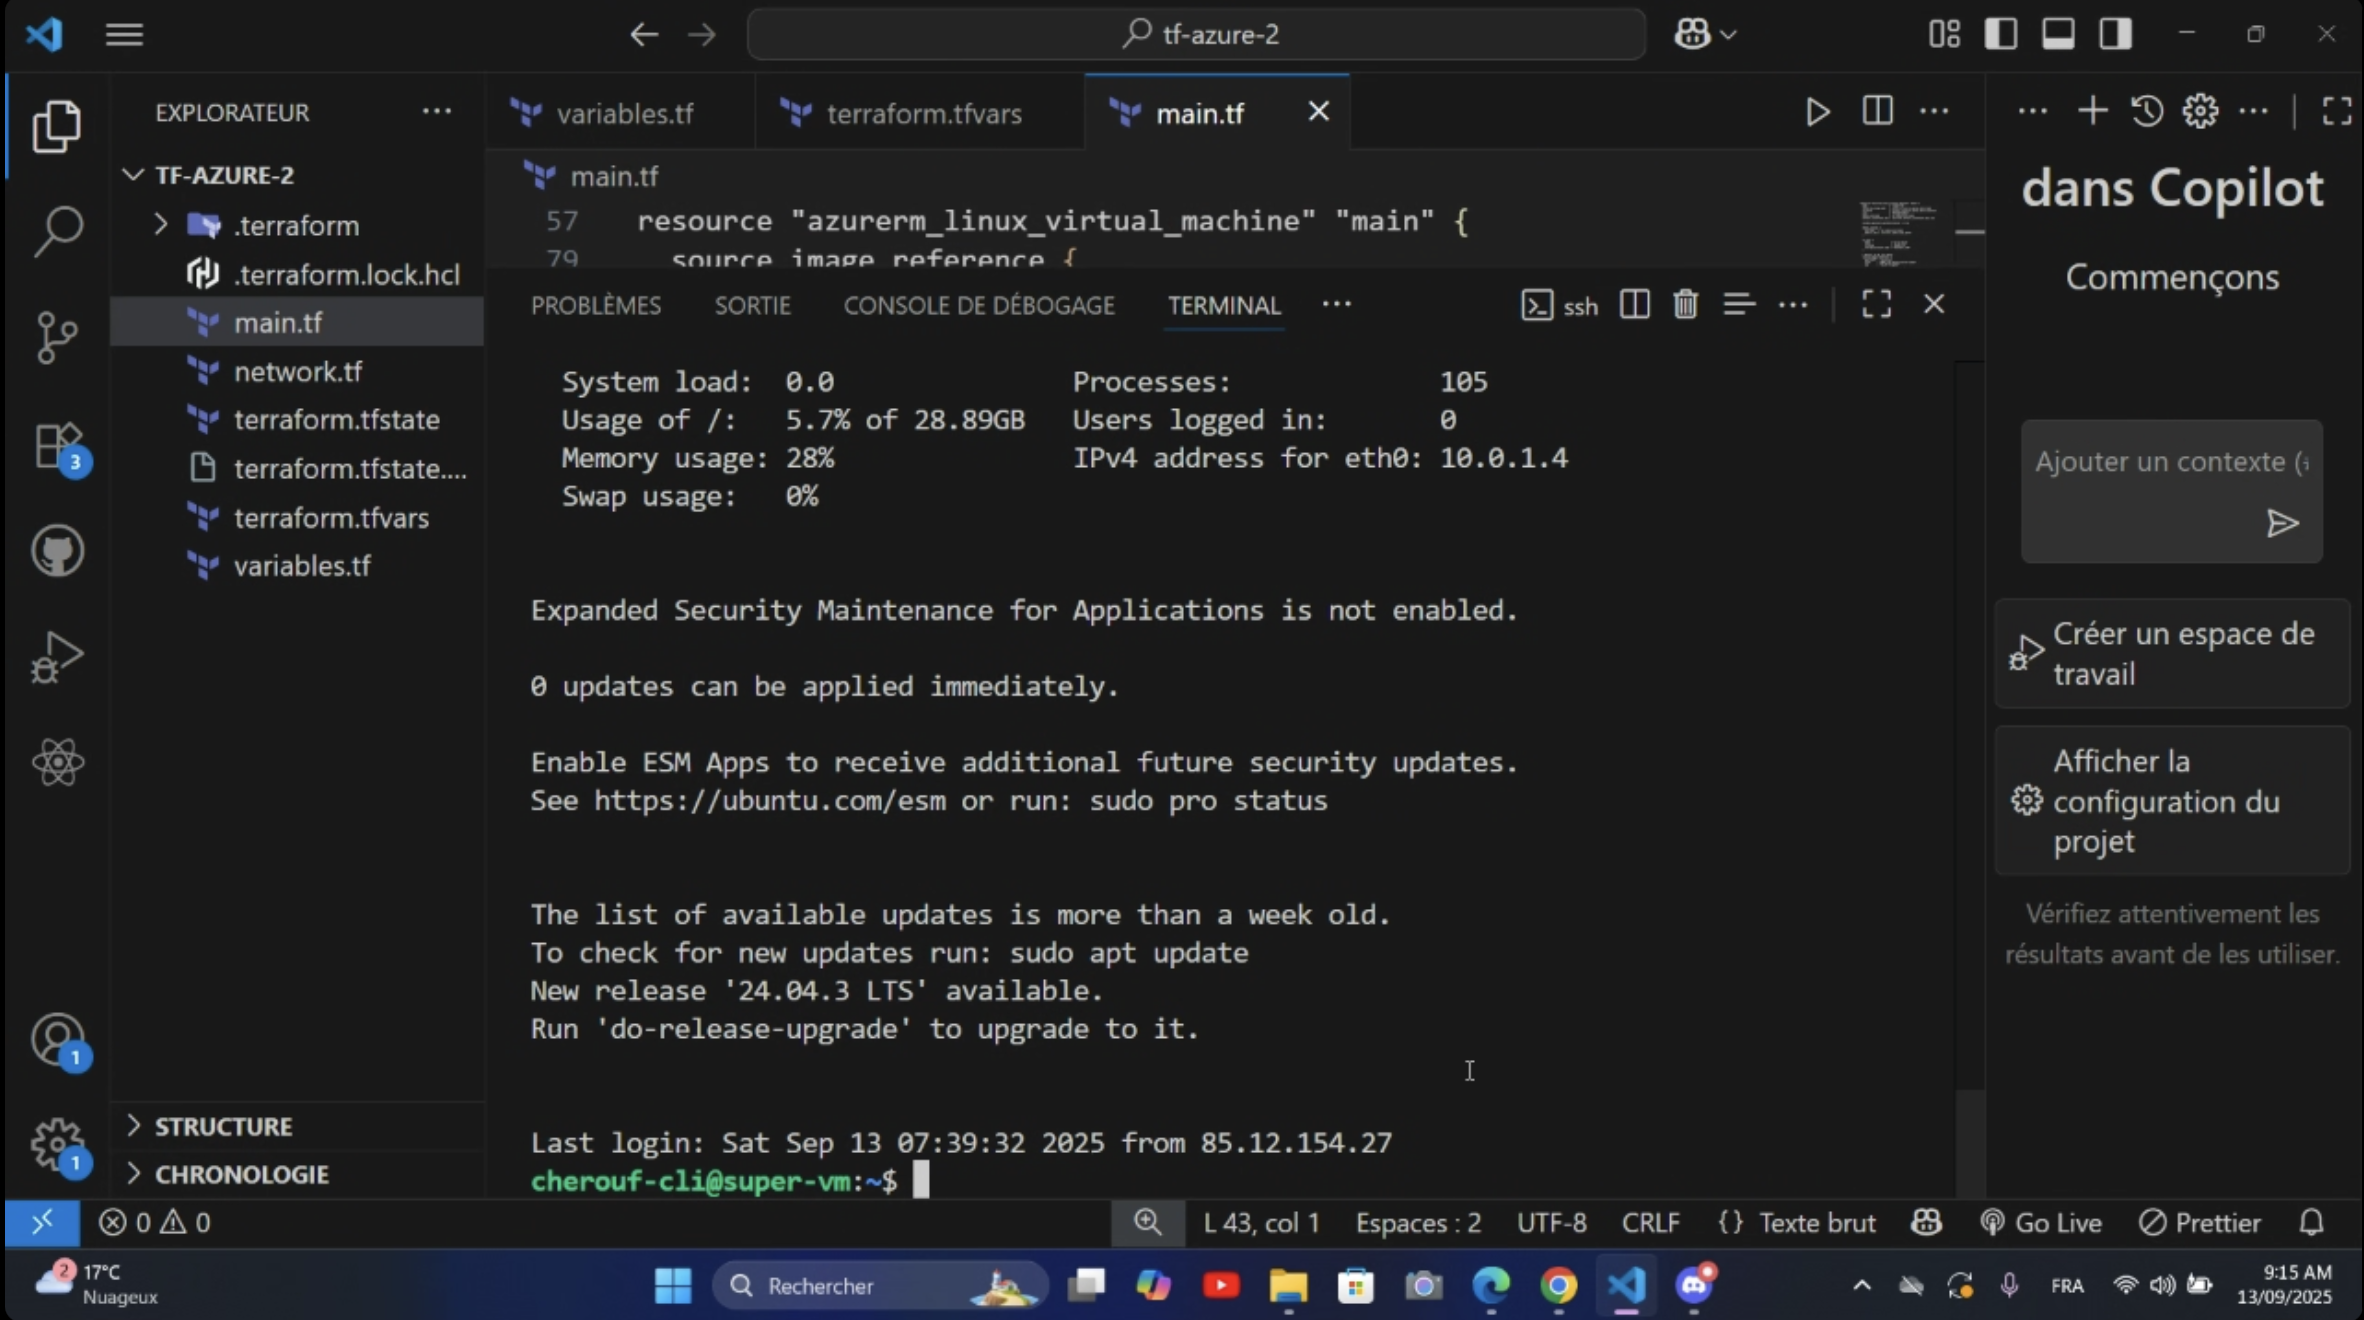 tf-azure-2
EXPLORATEUR
TF-AZURE-2
.terraform
.terraform.lock.hcl
main.tf
network.tf
terraform.tfstate
terraform.tfstate....
terraform.tfvars
variables.tf
STRUCTURE
CHRONOLOGIE
3
1
1
variables.tf
terraform.tfvars
main.tf
main.tf
57 resource "azurerm_linux_virtual_machine" "main" {
79 source_image_reference {
PROBLÈMES SORTIE CONSOLE DE DÉBOGAGE TERMINAL ssh
System load: 0.0 Processes: 105
Usage of /: 5.7% of 28.89GB Users logged in: 0
Memory usage: 28% IPv4 address for eth0: 10.0.1.4
Swap usage: 0%
Expanded Security Maintenance for Applications is not enabled.
0 updates can be applied immediately.
Enable ESM Apps to receive additional future security updates.
See https://ubuntu.com/esm or run: sudo pro status
The list of available updates is more than a week old.
To check for new updates run: sudo apt update
New release '24.04.3 LTS' available.
Run 'do-release-upgrade' to upgrade to it.
Last login: Sat Sep 13 07:39:32 2025 from 85.12.154.27
cherouf-cli@super-vm:~$
dans Copilot
Commençons
Ajouter un contexte (
Créer un espace de
travail
Afficher la
configuration du
projet
Vérifiez attentivement les
résultats avant de les utiliser.
0 0 L 43, col 1 Espaces : 2 UTF-8 CRLF {} Texte brut Go Live Prettier
2 17°C
Nuageux
Rechercher
FRA
9:15 AM
13/09/2025